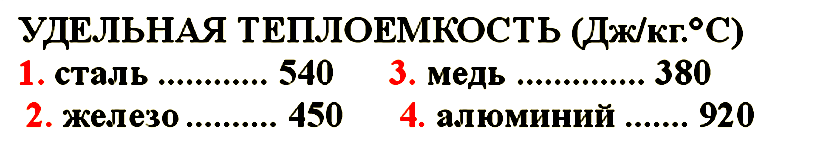 УДЕЛЬНАЯ ТЕПЛОЕМКОСТЬ (Дж/кг.°С)
1. сталь ............ 540 3. медь .............. 380
2. железо .......... 450 4. алюминий ....... 920